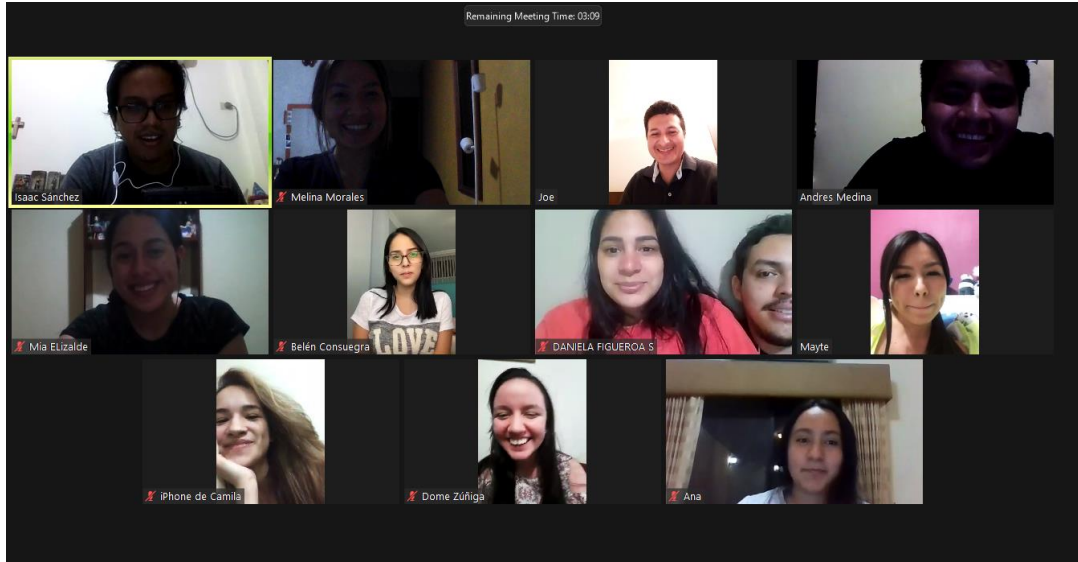 Remaining Meeting Time: 03:09
Isaac Sánchez
Melina Morales
Joe
Andres Medina
Mia ELizalde
Belén Consuegra
LOVE
DANIELA FIGUEROA S
Mayte
iPhone de Camila
Dome Zúñiga
Ana